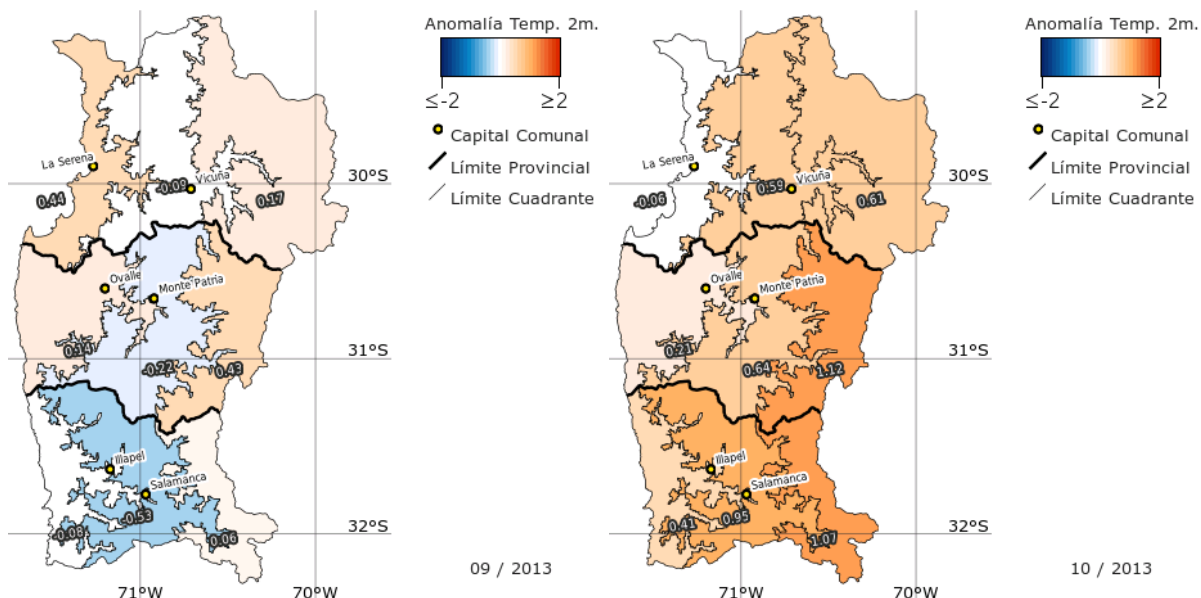 Anomalía Temp. 2m.
≤-2 ≥2
Capital Comunal
Límite Provincial
Límite Cuadrante
La Serena
Vicuña
-0.09
0.44
0.17
30°S
Ovalle
Monte Patria
0.14
-0.22
0.43
31°S
Illapel
Salamanca
-0.53
-0.08
0.06
32°S
09 / 2013
71°W 70°W
Anomalía Temp. 2m.
≤-2 ≥2
Capital Comunal
Límite Provincial
Límite Cuadrante
La Serena
Vicuña
0.59
-0.06
0.61
30°S
Ovalle
Monte Patria
0.21
0.64
1.12
31°S
Illapel
Salamanca
0.95
0.41
1.07
32°S
10 / 2013
71°W 70°W